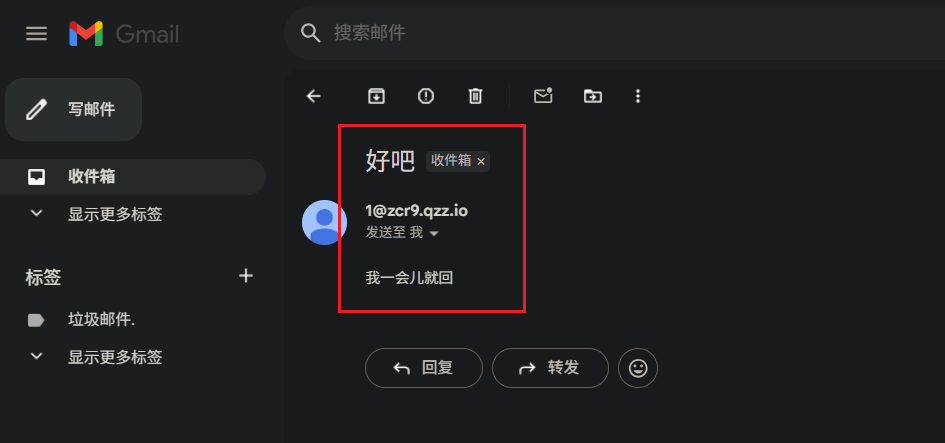 Gmail
搜索邮件
写邮件
收件箱
显示更多标签
标签
垃圾邮件.
显示更多标签
好吧 收件箱 ×
1@zcr9.qzz.io
发送至 我
我一会儿就回
回复
转发